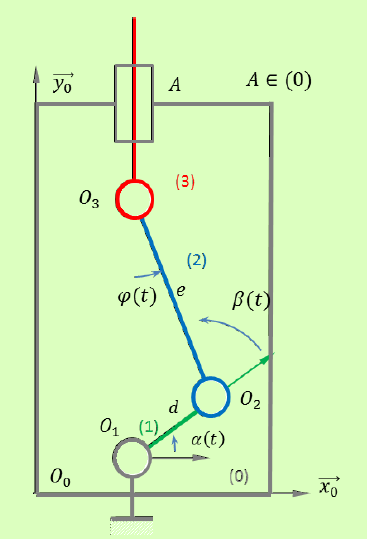 y₀⃗
A
A ∈ (0)
O₃
(3)
(2)
φ(t)
e
β(t)
d
O₂
O₁
(1)
α(t)
O₀
(0)
x₀⃗